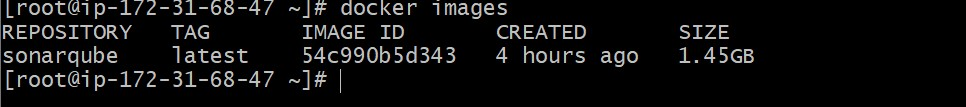 [root@ip-172-31-68-47 ~]# docker images
REPOSITORY TAG IMAGE ID CREATED SIZE
sonarqube latest 54c990b5d343 4 hours ago 1.45GB
[root@ip-172-31-68-47 ~]#